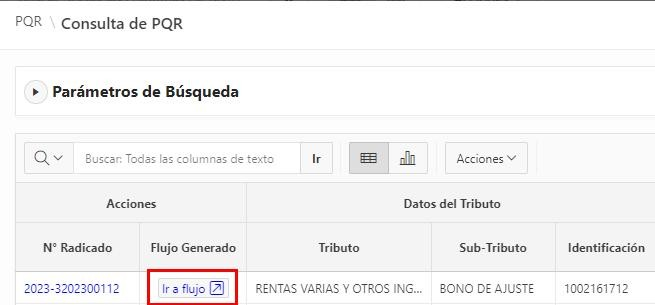 PQR \ Consulta de PQR
Parámetros de Búsqueda
Buscar: Todas las columnas de texto Ir Acciones
Acciones Datos del Tributo
N° Radicado Flujo Generado Tributo Sub-Tributo Identificación
2023-3202300112 Ir a flujo RENTAS VARIAS Y OTROS ING... BONO DE AJUSTE 1002161712